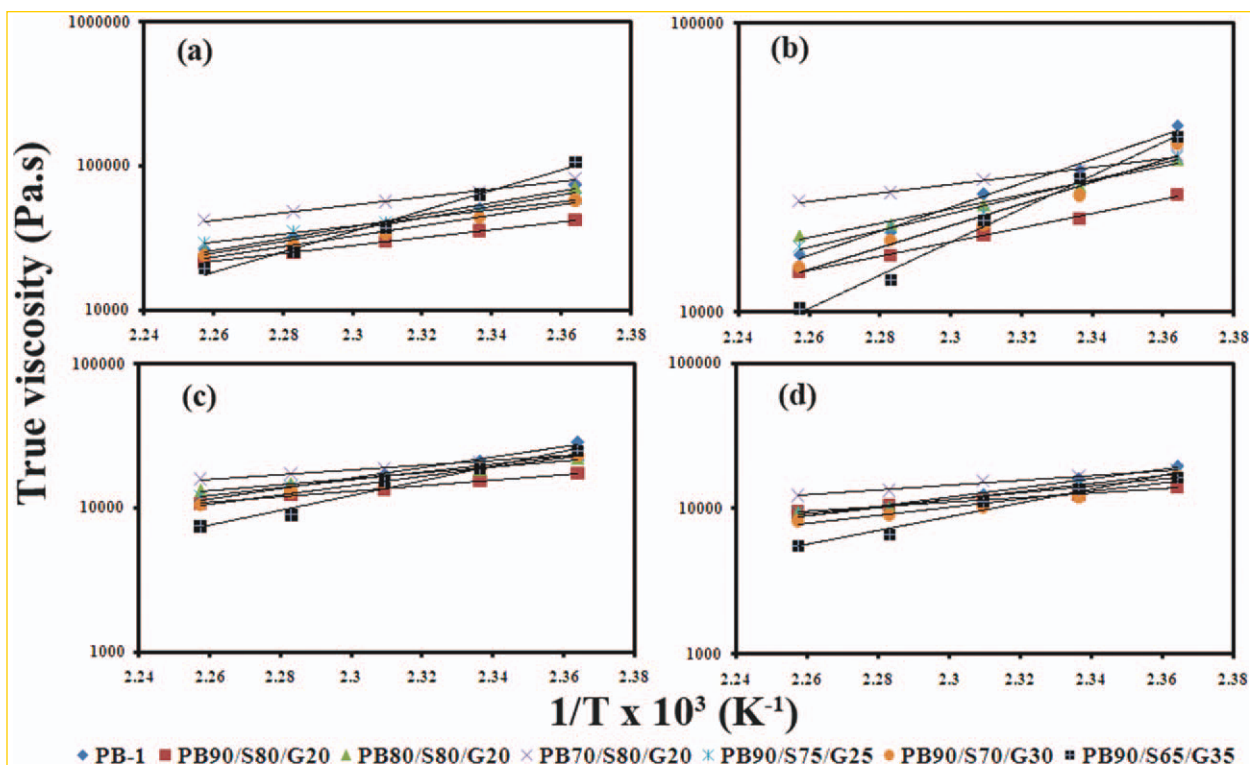 True viscosity (Pa.s)
(a)
1000000
100000
10000
2.24 2.26 2.28 2.3 2.32 2.34 2.36 2.38
(b)
100000
10000
2.24 2.26 2.28 2.3 2.32 2.34 2.36 2.38
(c)
100000
10000
1000
2.24 2.26 2.28 2.3 2.32 2.34 2.36 2.38
(d)
100000
10000
1000
2.24 2.26 2.28 2.3 2.32 2.34 2.36 2.38
1/T x 10³ (K⁻¹)
PB-1 PB90/S80/G20 PB80/S80/G20 PB70/S80/G20 PB90/S75/G25 PB90/S70/G30 PB90/S65/G35